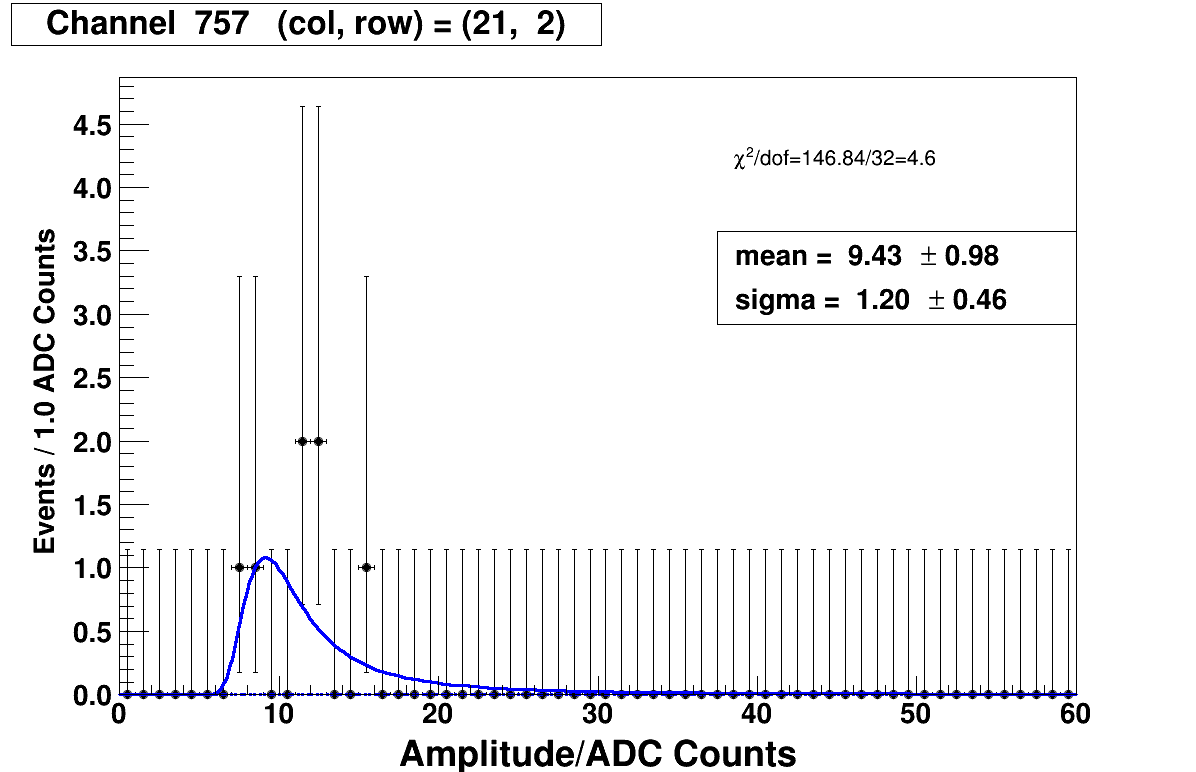 Channel  757   (col, row) = (21,  2)
χ²/dof=146.84/32=4.6
mean =  9.43  ± 0.98
sigma =  1.20  ± 0.46
Events / 1.0 ADC Counts
4.5
4.0
3.5
3.0
2.5
2.0
1.5
1.0
0.5
0.0
0 10 20 30 40 50 60
Amplitude/ADC Counts